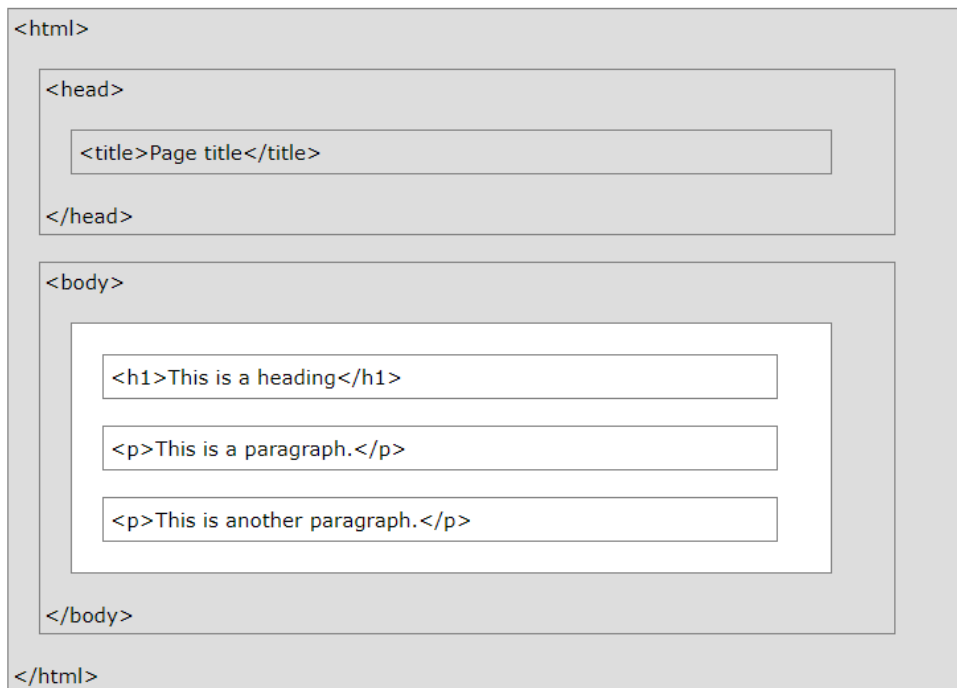 <html>
<head>
<title>Page title</title>
</head>
<body>
<h1>This is a heading</h1>
<p>This is a paragraph.</p>
<p>This is another paragraph.</p>
</body>
</html>